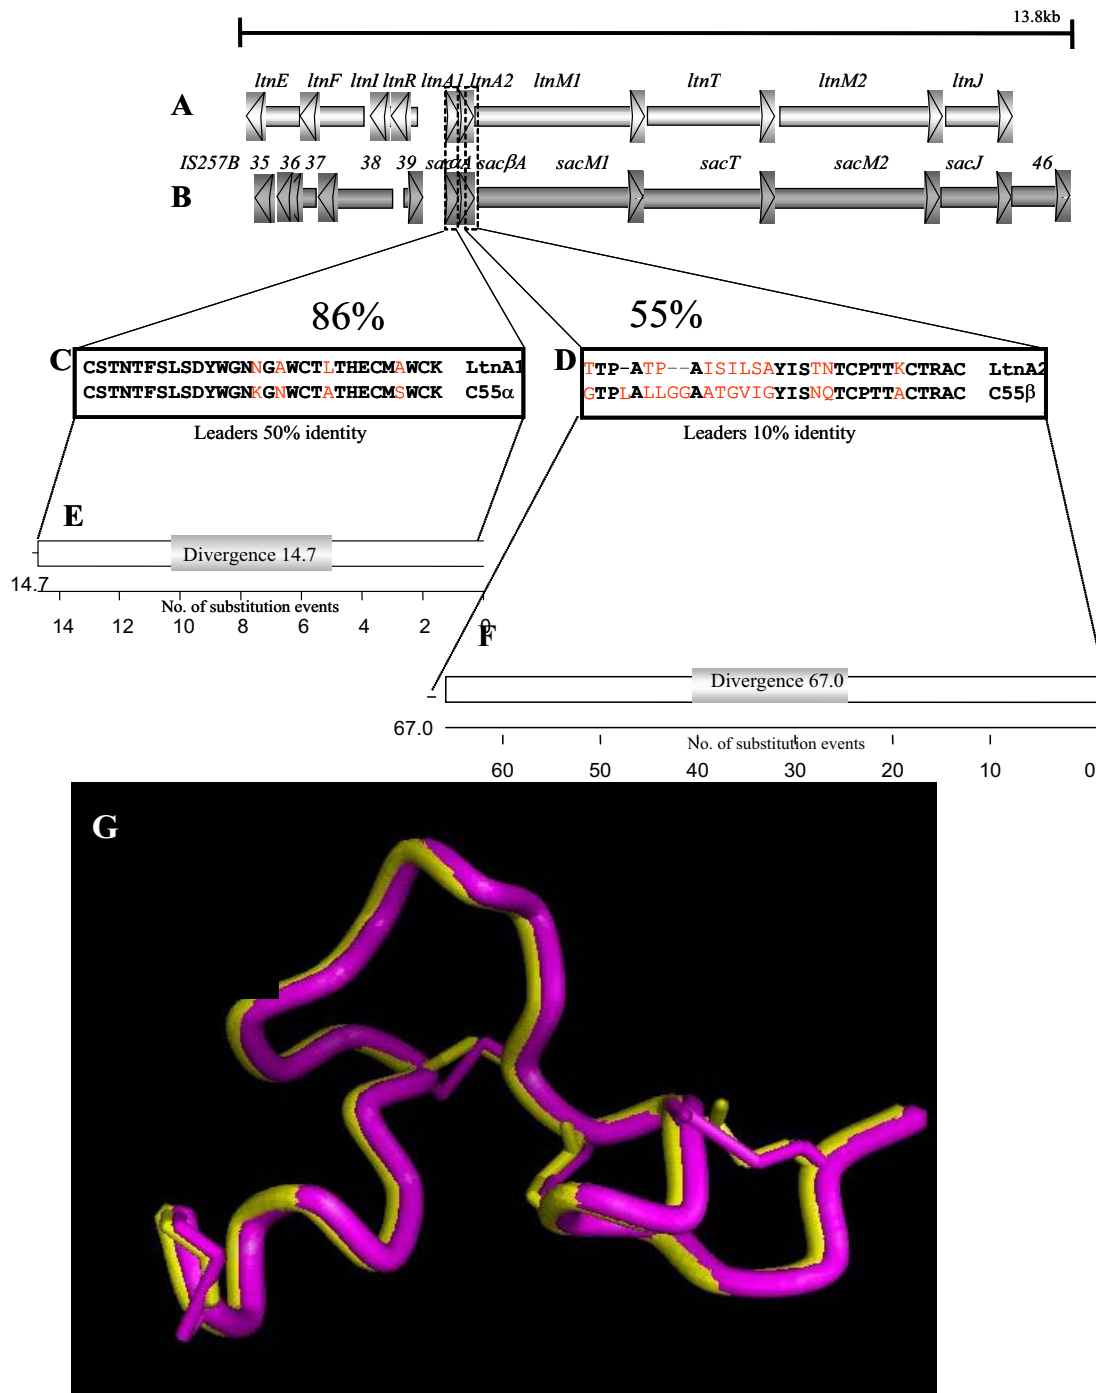 13.8kb
ltnE ltnF ltnI ltnR ltnA1 ltnA2 ltnM1 ltnT ltnM2 ltnJ
A
IS257B 35 36 37 38 39 sacαA sacβA sacM1 sacT sacM2 sacJ 46
B
86% 55%
C CSTNTFSLSDYWGNNGAWCTLTHECMAWCK LtnA1
CSTNTFSLSDYWGNKGNWCTATHECMSWCK C55α
Leaders 50% identity
D TTP-ATP--AISILSAYISTNTCPTTKCTRAC LtnA2
GTPLALLGGAATGVIGYISNQTCPTTACTRAC C55β
Leaders 10% identity
E
Divergence 14.7
14.7
No. of substitution events
14 12 10 8 6 4 2 0
F
Divergence 67.0
67.0
No. of substitution events
60 50 40 30 20 10 0
G